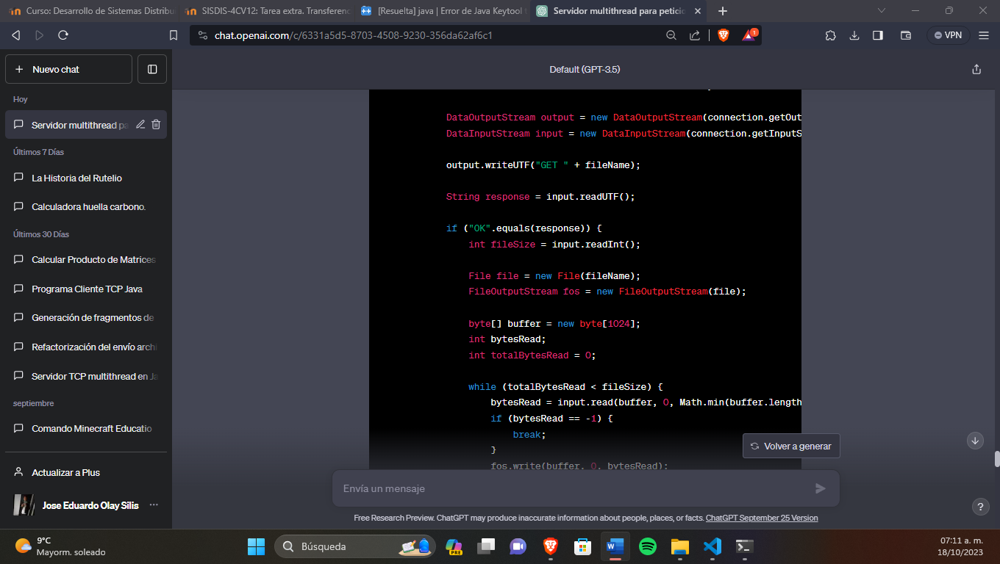 Curso: Desarrollo de Sistemas Distribu
SISDIS-4CV12: Tarea extra. Transferenc
[Resuelta] java | Error de Java Keytool
Servidor multithread para peticio
chat.openai.com/c/6331a5d5-8703-4508-9230-356da62af6c1
1
VPN
Nuevo chat
Default (GPT-3.5)
Hoy
Servidor multithread pa
Últimos 7 Días
La Historia del Rutelio
Calculadora huella carbono.
Últimos 30 Días
Calcular Producto de Matrices
Programa Cliente TCP Java
Generación de fragmentos de
Refactorización del envío archi
Servidor TCP multithread en Ja
septiembre
Comando Minecraft Educatio
Actualizar a Plus
Jose Eduardo Olay Silis
DataOutputStream output = new DataOutputStream(connection.getOut
DataInputStream input = new DataInputStream(connection.getInputS
output.writeUTF("GET " + fileName);
String response = input.readUTF();
if ("OK".equals(response)) {
int fileSize = input.readInt();
File file = new File(fileName);
FileOutputStream fos = new FileOutputStream(file);
byte[] buffer = new byte[1024];
int bytesRead;
int totalBytesRead = 0;
while (totalBytesRead < fileSize) {
bytesRead = input.read(buffer, 0, Math.min(buffer.length
if (bytesRead == -1) {
break;
}
fos.write(buffer, 0, bytesRead);
Volver a generar
Envía un mensaje
Free Research Preview. ChatGPT may produce inaccurate information about people, places, or facts. ChatGPT September 25 Version
?
9°C
Mayorm. soleado
Búsqueda
PRE
07:11 a. m.
18/10/2023